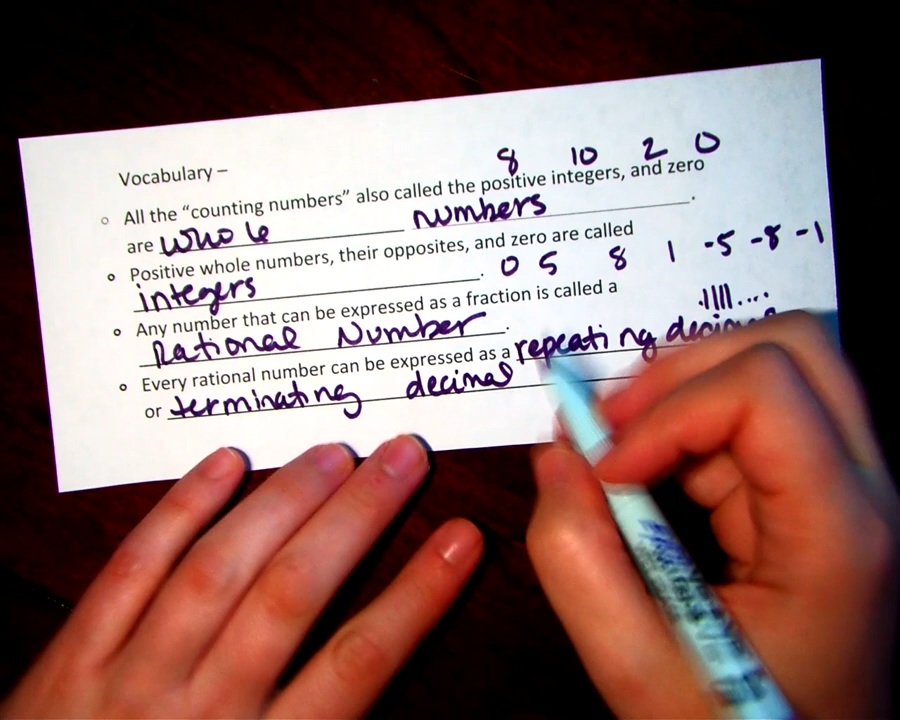 Vocabulary –
8 10 2 0
○ All the "counting numbers" also called the positive integers, and zero
are whole numbers.
○ Positive whole numbers, their opposites, and zero are called
integers. 0 5 8 1 -5 -8 -1
○ Any number that can be expressed as a fraction is called a
Rational Number. .1111....
○ Every rational number can be expressed as a repeating
or terminating decimal